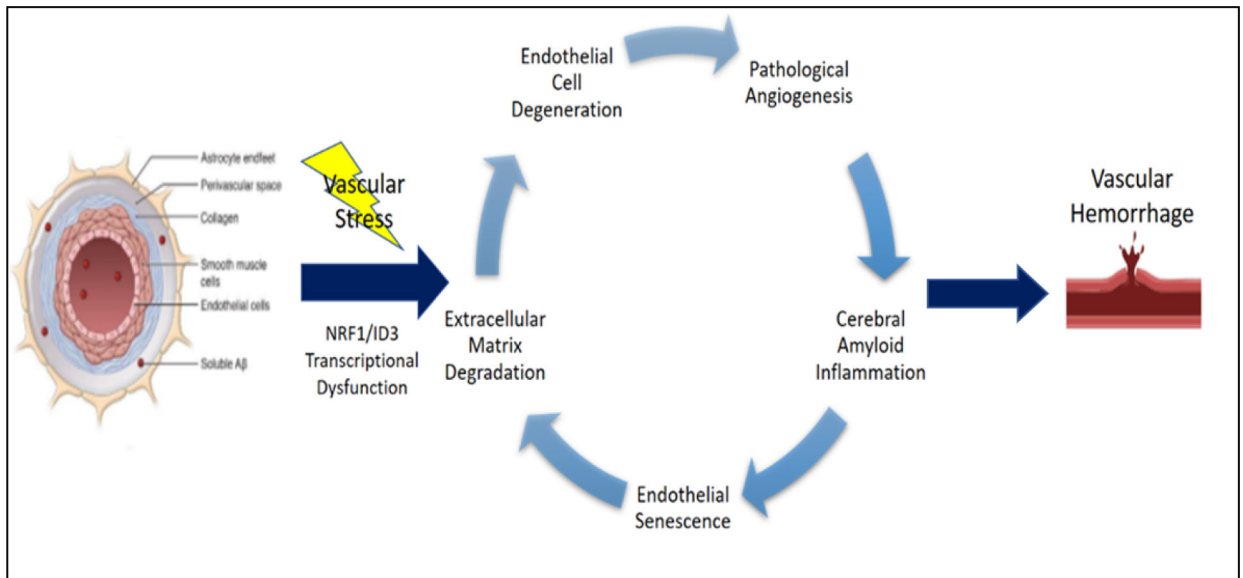 Astrocyte endfeet
Perivascular space
Collagen
Smooth muscle
cells
Endothelial cells
Soluble Aβ
Vascular
Stress
NRF1/ID3
Transcriptional
Dysfunction
Extracellular
Matrix
Degradation
Endothelial
Cell
Degeneration
Pathological
Angiogenesis
Cerebral
Amyloid
Inflammation
Endothelial
Senescence
Vascular
Hemorrhage